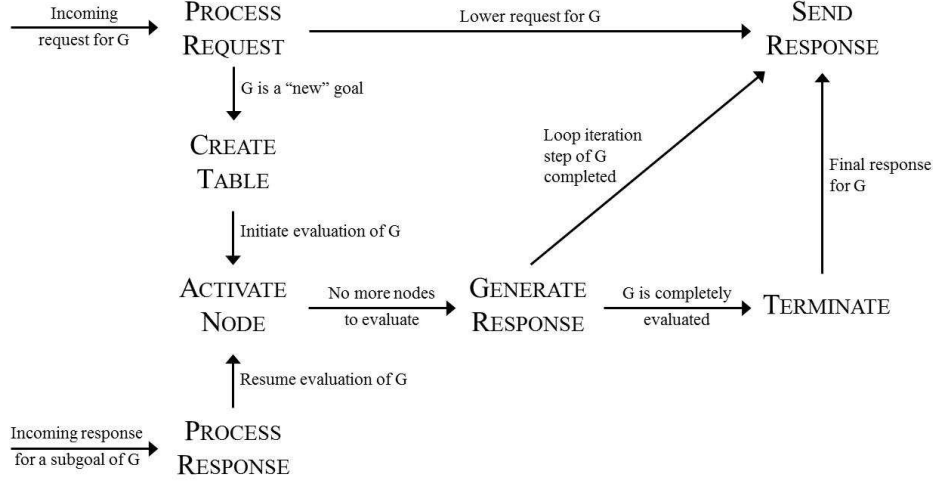 Incoming
request for G
PROCESS
REQUEST
Lower request for G
SEND
RESPONSE
G is a “new” goal
CREATE
TABLE
Loop iteration
step of G
completed
Final response
for G
Initiate evaluation of G
ACTIVATE
NODE
No more nodes
to evaluate
GENERATE
RESPONSE
G is completely
evaluated
TERMINATE
Resume evaluation of G
Incoming response
for a subgoal of G
PROCESS
RESPONSE